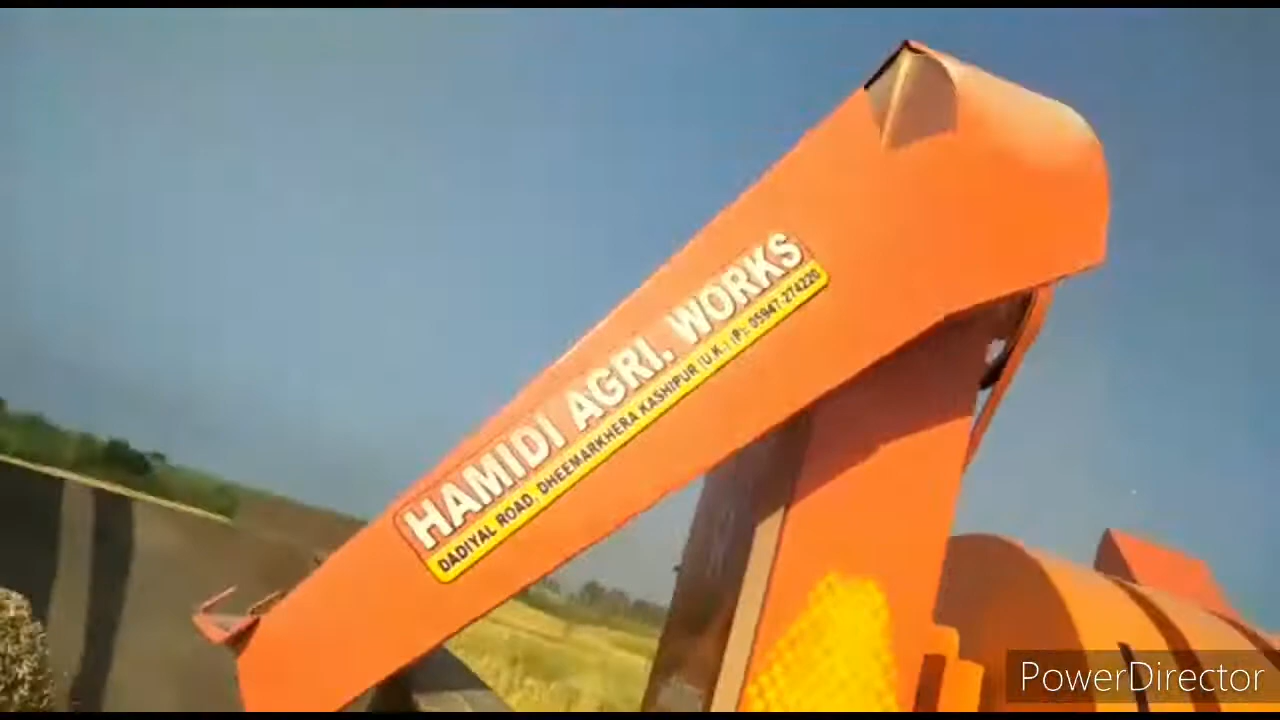 HAMIDI AGRI. WORKS
DADIYAL ROAD, DHEEMARKHERA KASHIPUR (U.K.) (P): 05947-274220
PowerDirector